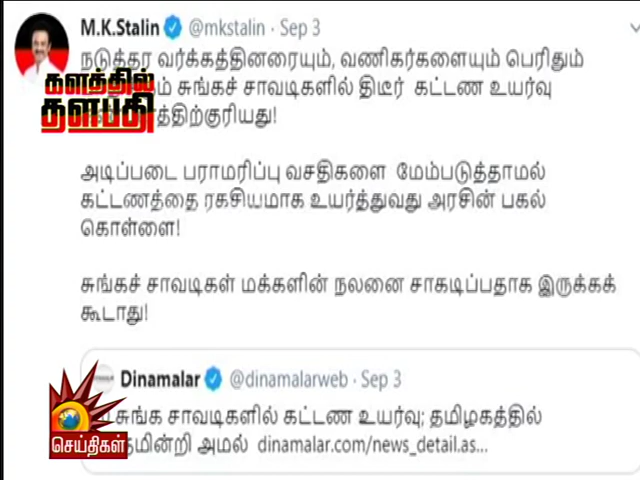 M.K.Stalin @mkstalin · Sep 3
நடுத்தர வர்க்கத்தினரையும், வணிகர்களையும் பெரிதும்
சுங்கச் சாவடிகளில் திடீர் கட்டண உயர்வு
களத்தில்
தளபதி
அடிப்படை பராமரிப்பு வசதிகளை மேம்படுத்தாமல்
கட்டணத்தை ரகசியமாக உயர்த்துவது அரசின் பகல்
கொள்ளை!
சுங்கச் சாவடிகள் மக்களின் நலனை சாகடிப்பதாக இருக்கக்
கூடாது!
Dinamalar @dinamalarweb · Sep 3
சுங்க சாவடிகளில் கட்டண உயர்வு; தமிழகத்தில்
அமல் dinamalar.com/news_detail.as...
செய்திகள்